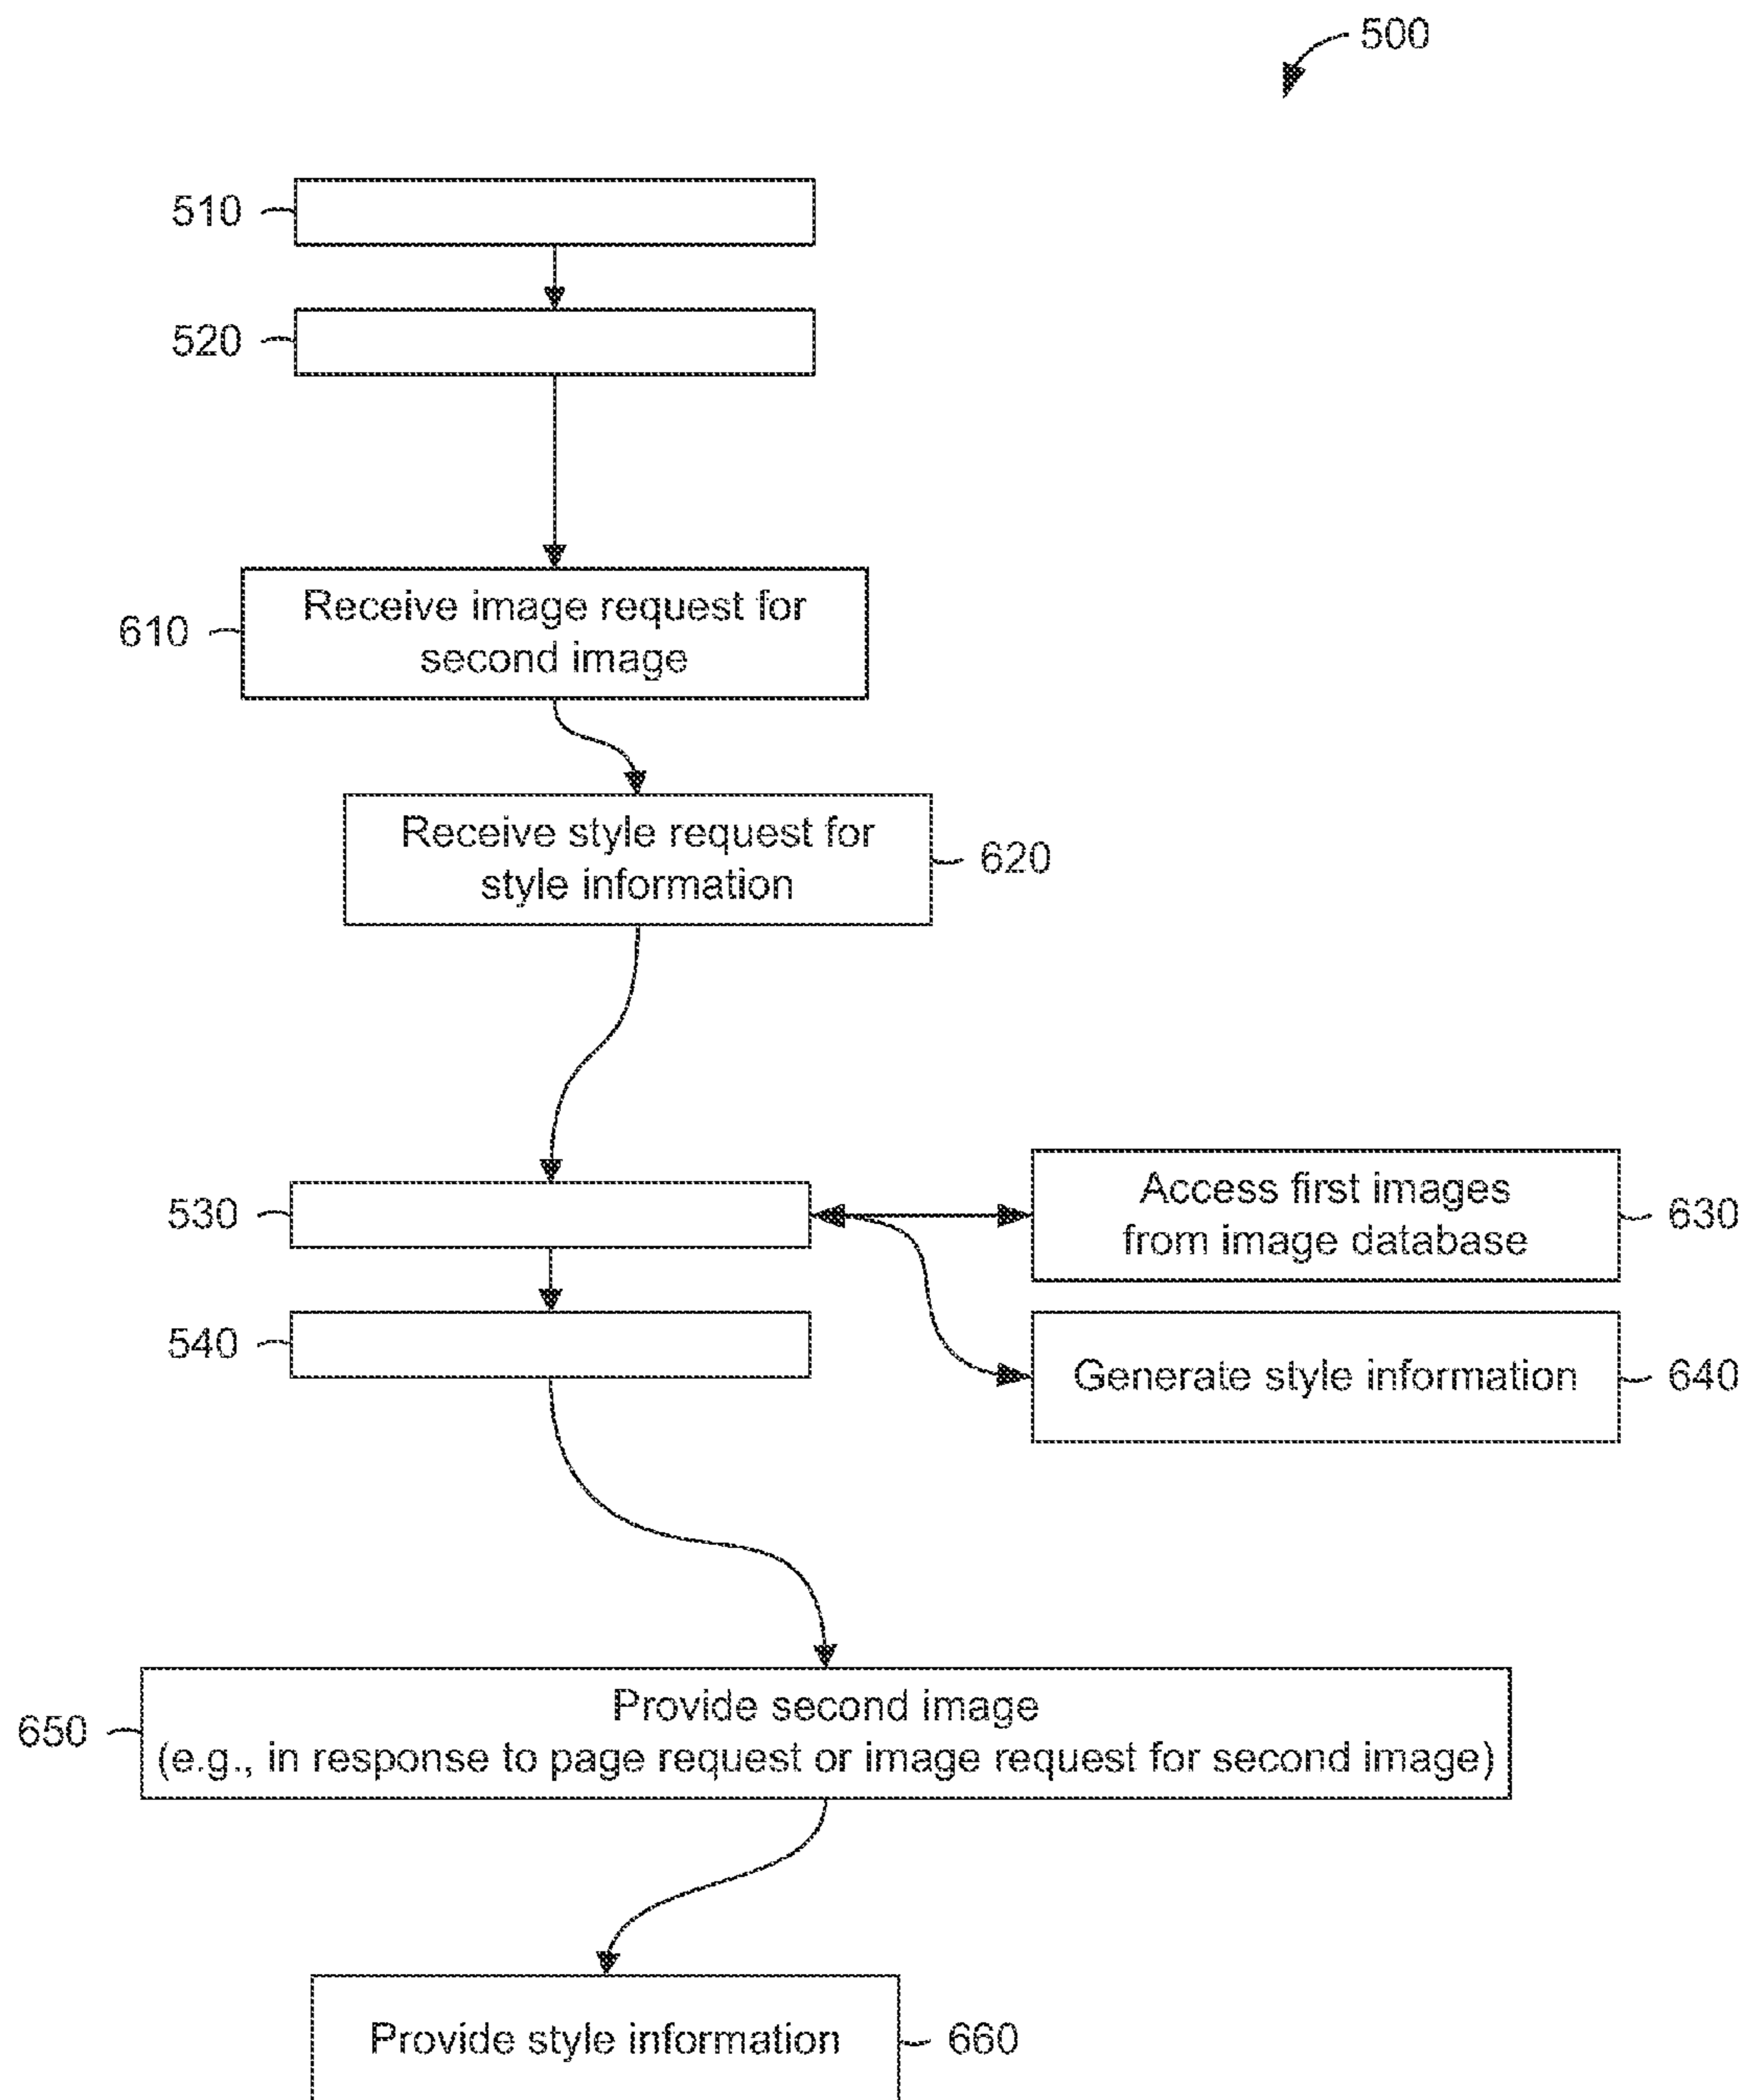 500
510
520
610
Receive image request for
second image
Receive style request for
style information
620
530
Access first images
from image database
630
540
Generate style information
640
650
Provide second image
(e.g., in response to page request or image request for second image)
Provide style information
660